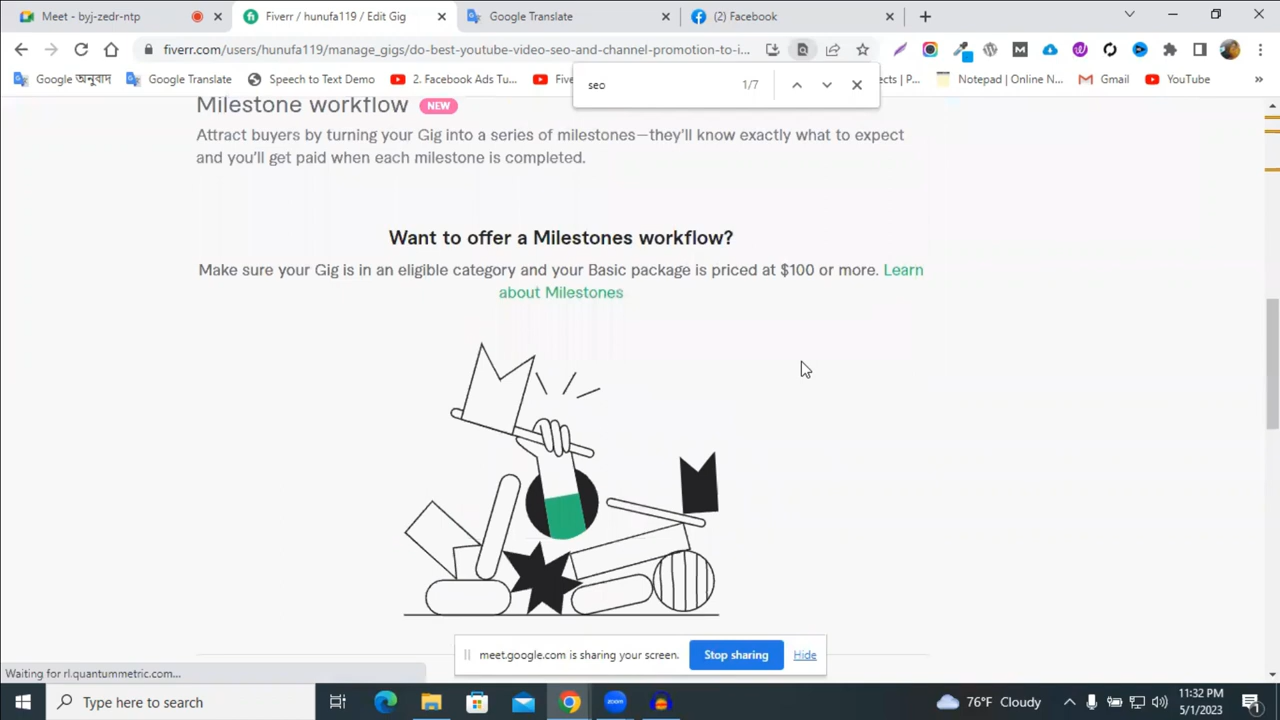 Meet - byj-zedr-ntp
Fiverr / hunufa119 / Edit Gig
Google Translate
(2) Facebook
fiverr.com/users/hunufa119/manage_gigs/do-best-youtube-video-seo-and-channel-promotion-to-i...
Google অনুবাদ
Google Translate
Speech to Text Demo
2. Facebook Ads Tu...
Fiv
ects | P...
Notepad | Online N...
Gmail
YouTube
»
seo
1/7
Milestone workflow NEW
Attract buyers by turning your Gig into a series of milestones—they'll know exactly what to expect
and you'll get paid when each milestone is completed.
Want to offer a Milestones workflow?
Make sure your Gig is in an eligible category and your Basic package is priced at $100 or more. Learn
about Milestones
meet.google.com is sharing your screen.
Stop sharing
Hide
Waiting for rl.quantummetric.com...
Type here to search
zoom
76°F Cloudy
11:32 PM
5/1/2023
1